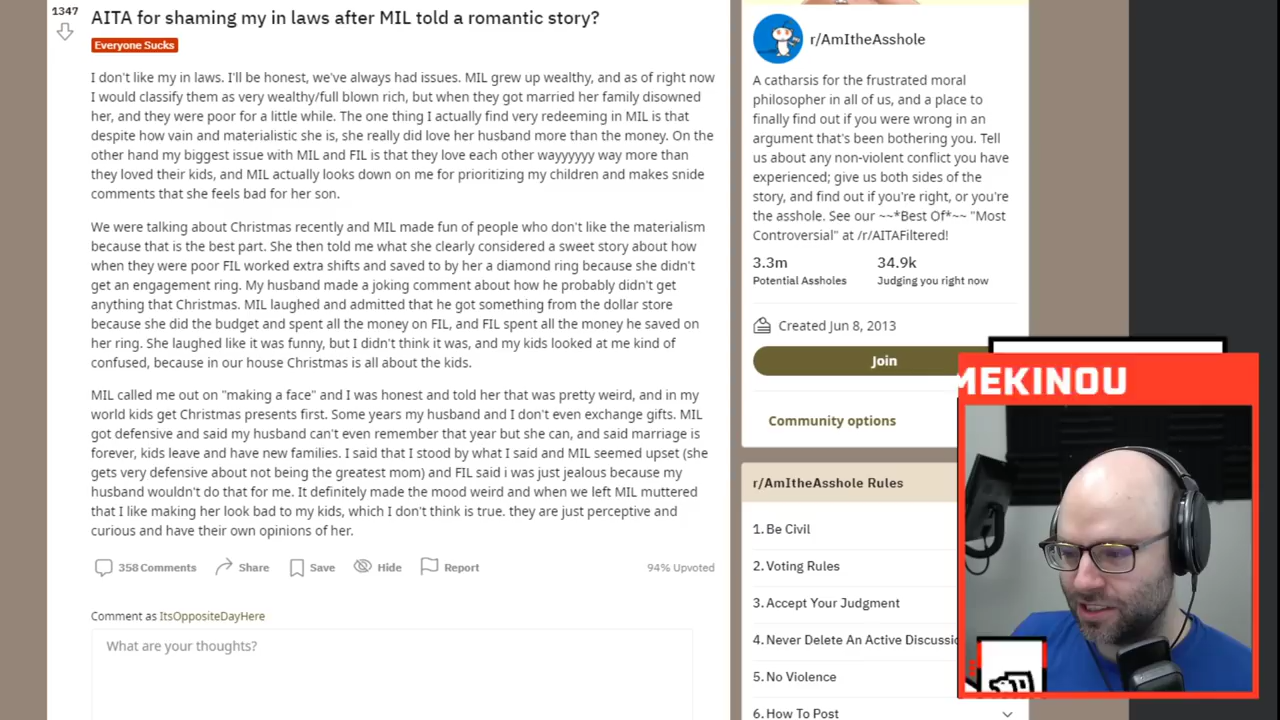 1347
AITA for shaming my in laws after MIL told a romantic story?
Everyone Sucks
I don't like my in laws. I'll be honest, we've always had issues. MIL grew up wealthy, and as of right now
I would classify them as very wealthy/full blown rich, but when they got married her family disowned
her, and they were poor for a little while. The one thing I actually find very redeeming in MIL is that
despite how vain and materialistic she is, she really did love her husband more than the money. On the
other hand my biggest issue with MIL and FIL is that they love each other wayyyyyy way more than
they loved their kids, and MIL actually looks down on me for prioritizing my children and makes snide
comments that she feels bad for her son.
We were talking about Christmas recently and MIL made fun of people who don't like the materialism
because that is the best part. She then told me what she clearly considered a sweet story about how
when they were poor FIL worked extra shifts and saved to by her a diamond ring because she didn't
get an engagement ring. My husband made a joking comment about how he probably didn't get
anything that Christmas. MIL laughed and admitted that he got something from the dollar store
because she did the budget and spent all the money on FIL, and FIL spent all the money he saved on
her ring. She laughed like it was funny, but I didn't think it was, and my kids looked at me kind of
confused, because in our house Christmas is all about the kids.
MIL called me out on "making a face" and I was honest and told her that was pretty weird, and in my
world kids get Christmas presents first. Some years my husband and I don't even exchange gifts. MIL
got defensive and said my husband can't even remember that year but she can, and said marriage is
forever, kids leave and have new families. I said that I stood by what I said and MIL seemed upset (she
gets very defensive about not being the greatest mom) and FIL said i was just jealous because my
husband wouldn't do that for me. It definitely made the mood weird and when we left MIL muttered
that I like making her look bad to my kids, which I don't think is true. they are just perceptive and
curious and have their own opinions of her.
358 Comments
Share
Save
Hide
Report
94% Upvoted
Comment as ItsOppositeDayHere
What are your thoughts?
r/AmItheAsshole
A catharsis for the frustrated moral
philosopher in all of us, and a place to
finally find out if you were wrong in an
argument that's been bothering you. Tell
us about any non-violent conflict you have
experienced; give us both sides of the
story, and find out if you're right, or you're
the asshole. See our ~~*Best Of*~~ "Most
Controversial" at /r/AITAFiltered!
3.3m
34.9k
Potential Assholes
Judging you right now
Created Jun 8, 2013
Join
Community options
r/AmItheAsshole Rules
1. Be Civil
2. Voting Rules
3. Accept Your Judgment
4. Never Delete An Active Discussio
5. No Violence
6. How To Post
MEKINOU